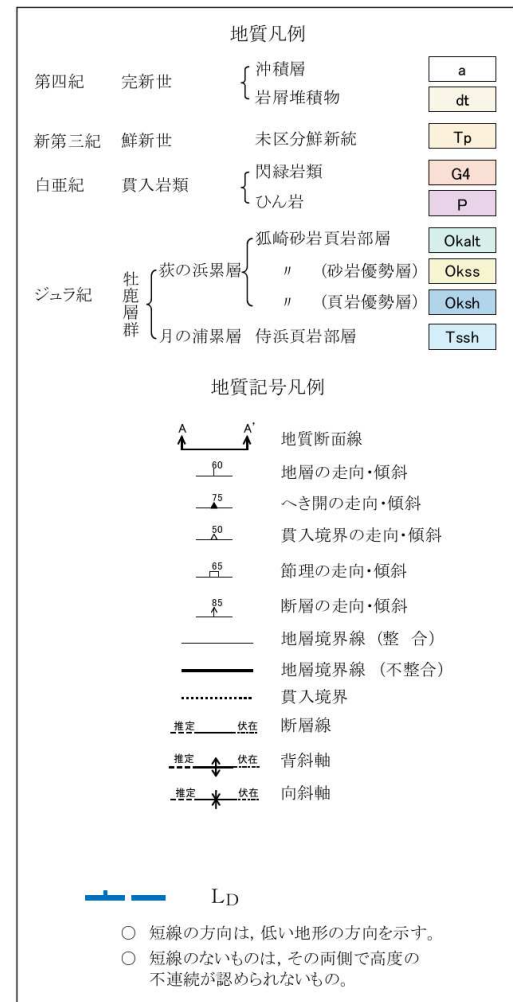 地質凡例
第四紀 完新世 沖積層 a
岩屑堆積物 dt
新第三紀 鮮新世 未区分鮮新統 Tp
白亜紀 貫入岩類 閃緑岩類 G4
ひん岩 P
ジュラ紀 牡鹿層群 荻の浜累層 狐崎砂岩頁岩部層 Okalt
〃 (砂岩優勢層) Okss
〃 (頁岩優勢層) Oksh
月の浦累層 侍浜頁岩部層 Tssh
地質記号凡例
A A' 地質断面線
60 地層の走向・傾斜
75 へき開の走向・傾斜
50 貫入境界の走向・傾斜
65 節理の走向・傾斜
85 断層の走向・傾斜
地層境界線 (整 合)
地層境界線 (不整合)
貫入境界
推定 伏在 断層線
推定 伏在 背斜軸
推定 伏在 向斜軸
LD
○ 短線の方向は, 低い地形の方向を示す。
○ 短線のないものは, その両側で高度の
不連続が認められないもの。